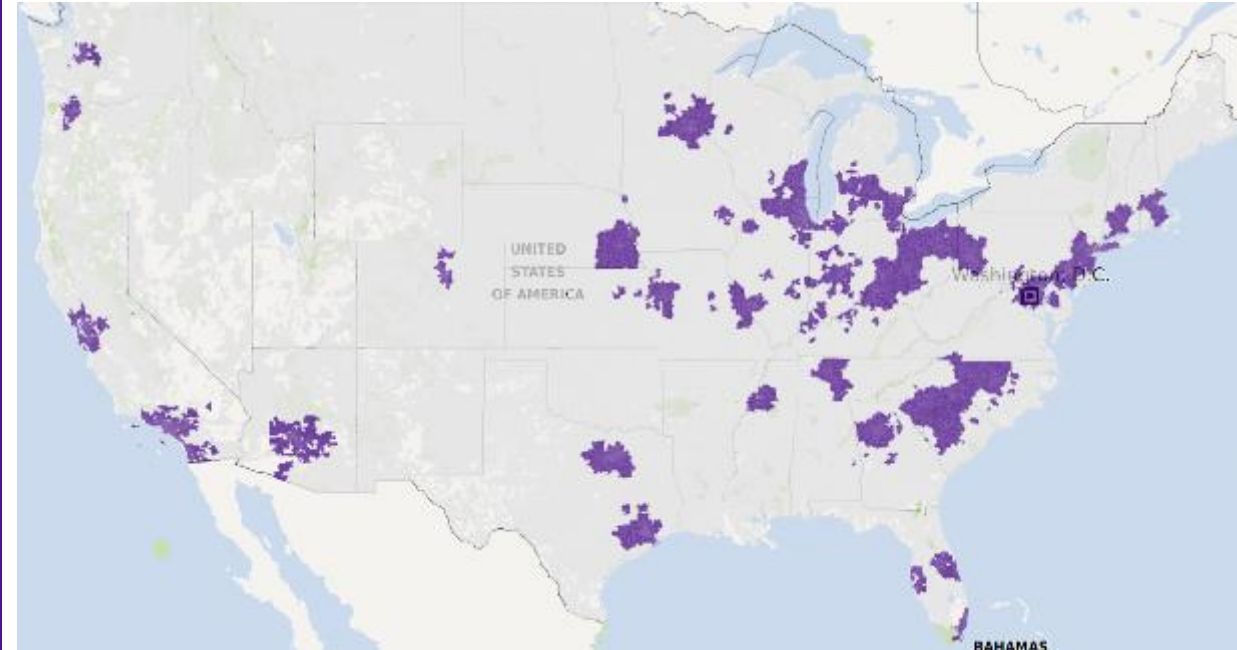 UNITED
STATES
OF AMERICA
Washington, D.C.
BAHAMAS